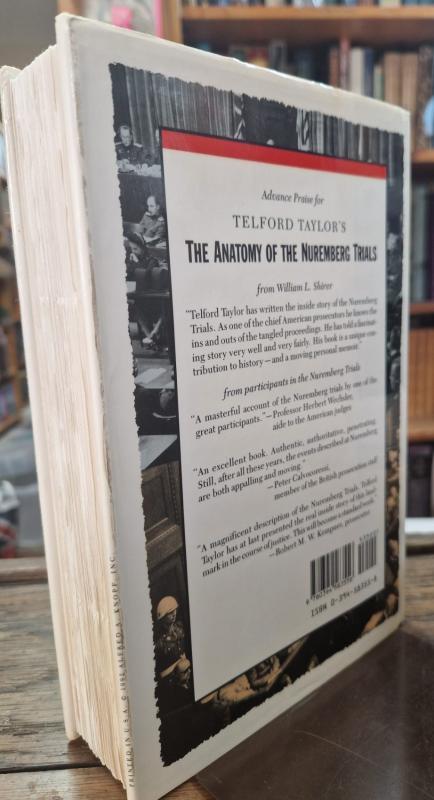 Advance Praise for
TELFORD TAYLOR'S
THE ANATOMY OF THE NUREMBERG TRIALS
from William L. Shirer
"Telford Taylor has written the inside story of the Nuremberg
Trials. As one of the chief American prosecutors he knows the
ins and outs of the tangled proceedings. He has told a fascinat-
ing story very well and very fairly. His book is a unique con-
tribution to history—and a moving personal memoir."
from participants in the Nuremberg Trials
"A masterful account of the Nuremberg trials by one of the
great participants."—Professor Herbert Wechsler,
aide to the American judges
"An excellent book. Authentic, authoritative, penetrating.
Still, after all these years, the events described at Nuremberg
are both appalling and moving."
—Peter Calvocoressi,
member of the British prosecution staff
"A magnificent description of the Nuremberg Trials. Telford
Taylor has at last presented the real inside story of this land-
mark in the course of justice. This will become a standard book."
—Robert M. W. Kempner, prosecutor
ISBN 0-394-58355-8
PRINTED IN U.S.A. © 1992 ALFRED A. KNOPF, INC.